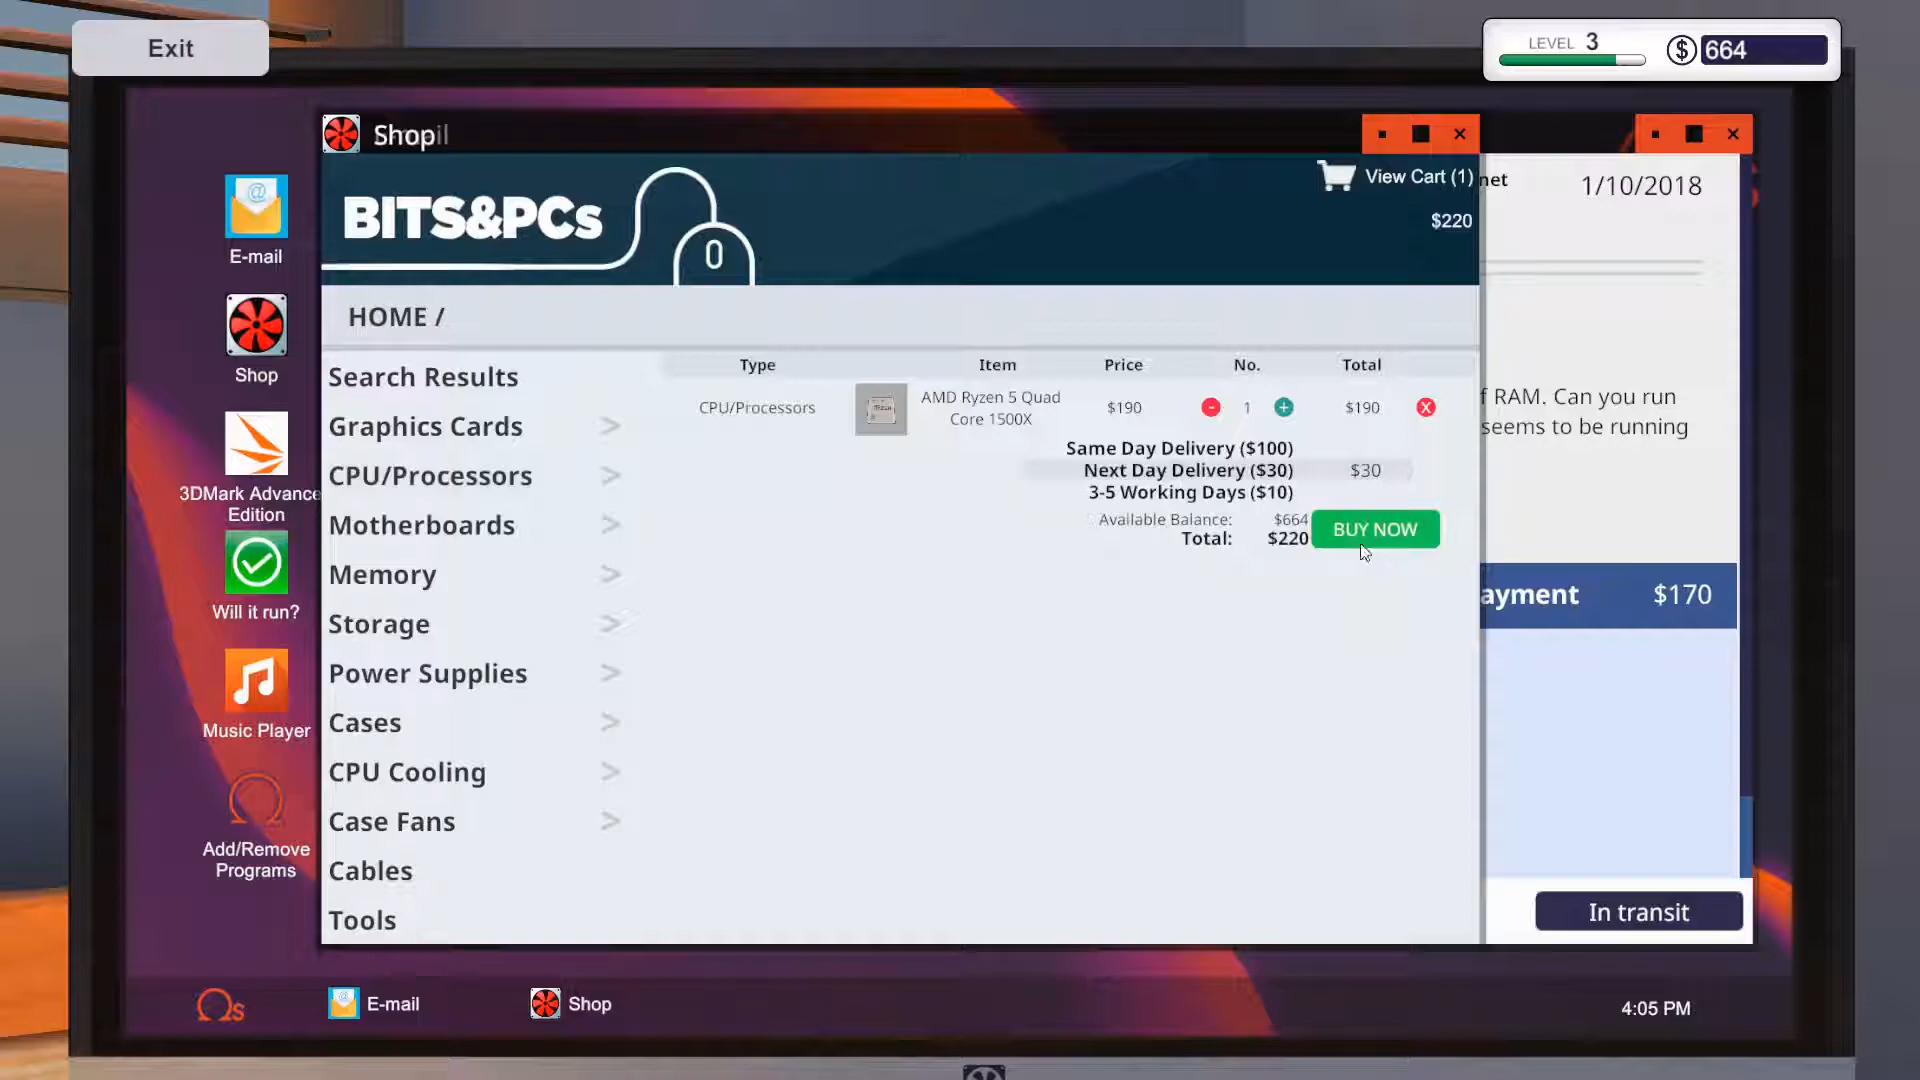 Exit
LEVEL 3
$ 664
Shop
BITS&PCs
View Cart (1)
$220
net
1/10/2018
HOME /
E-mail
Shop
3DMark Advance
Edition
Will it run?
Music Player
Add/Remove
Programs
Search Results
Graphics Cards >
CPU/Processors >
Motherboards >
Memory >
Storage >
Power Supplies >
Cases >
CPU Cooling >
Case Fans >
Cables
Tools
Type Item Price No. Total
CPU/Processors AMD Ryzen 5 Quad Core 1500X $190 - 1 + $190 X
Same Day Delivery ($100)
Next Day Delivery ($30) $30
3-5 Working Days ($10)
Available Balance: $664
Total: $220
BUY NOW
f RAM. Can you run
seems to be running
ayment $170
In transit
Ωs
E-mail
Shop
4:05 PM